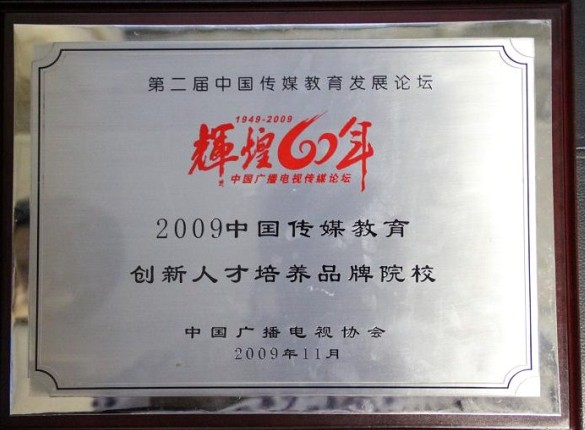 第二届中国传媒教育发展论坛
1949-2009
辉煌60年
中国广播电视传媒论坛
2009中国传媒教育
创新人才培养品牌院校
中国广播电视协会
2009年11月